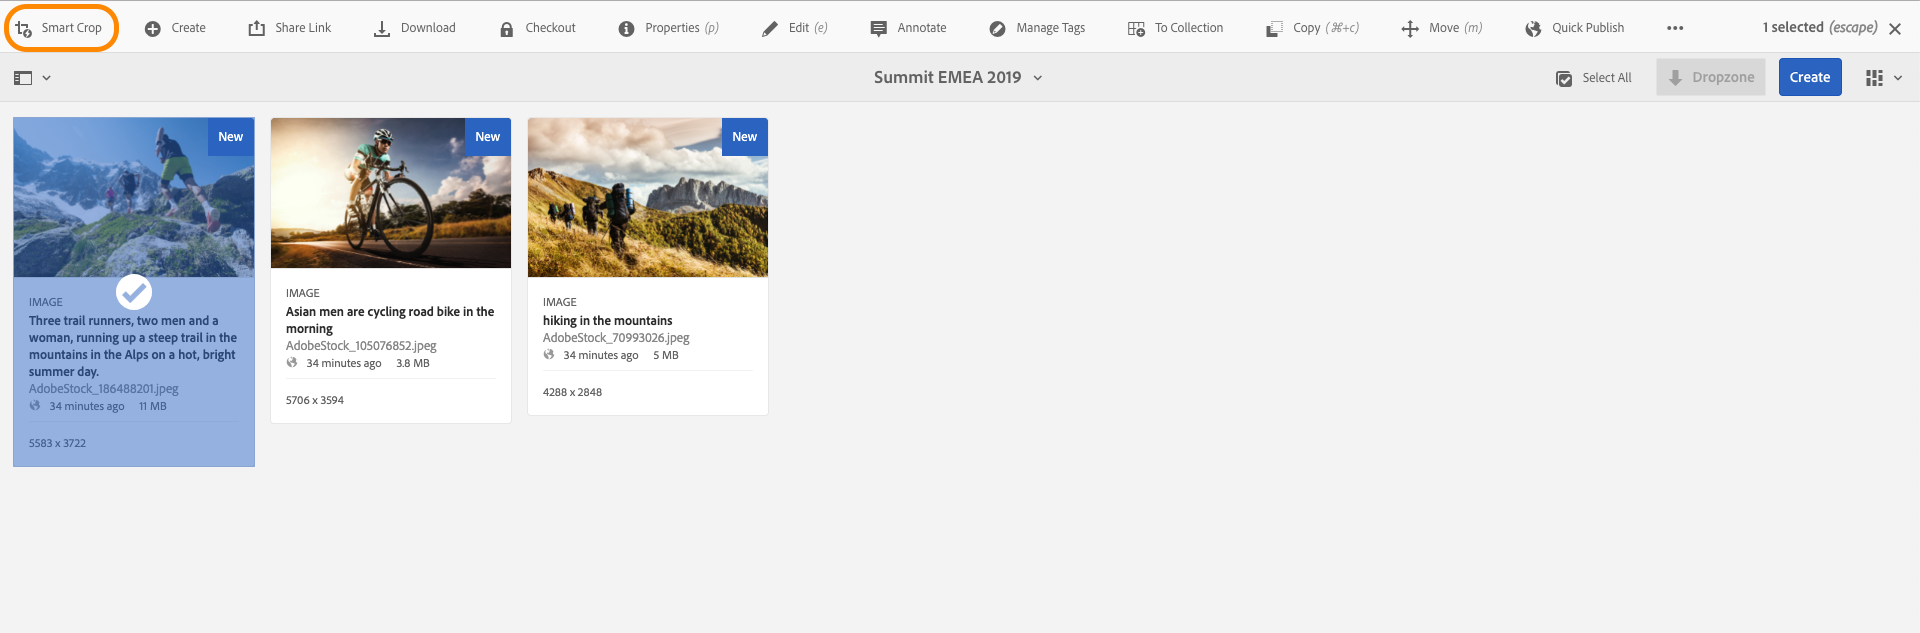 Smart Crop Create Share Link Download Checkout Properties (p) Edit (e) Annotate Manage Tags To Collection Copy (⌘+c) Move (m) Quick Publish ••• 1 selected (escape)
Summit EMEA 2019 Select All Dropzone Create
New
IMAGE
Three trail runners, two men and a
woman, running up a steep trail in the
mountains in the Alps on a hot, bright
summer day.
AdobeStock_186488201.jpeg
34 minutes ago 11 MB
5583 x 3722
New
IMAGE
Asian men are cycling road bike in the
morning
AdobeStock_105076852.jpeg
34 minutes ago 3.8 MB
5706 x 3594
New
IMAGE
hiking in the mountains
AdobeStock_70993026.jpeg
34 minutes ago 5 MB
4288 x 2848